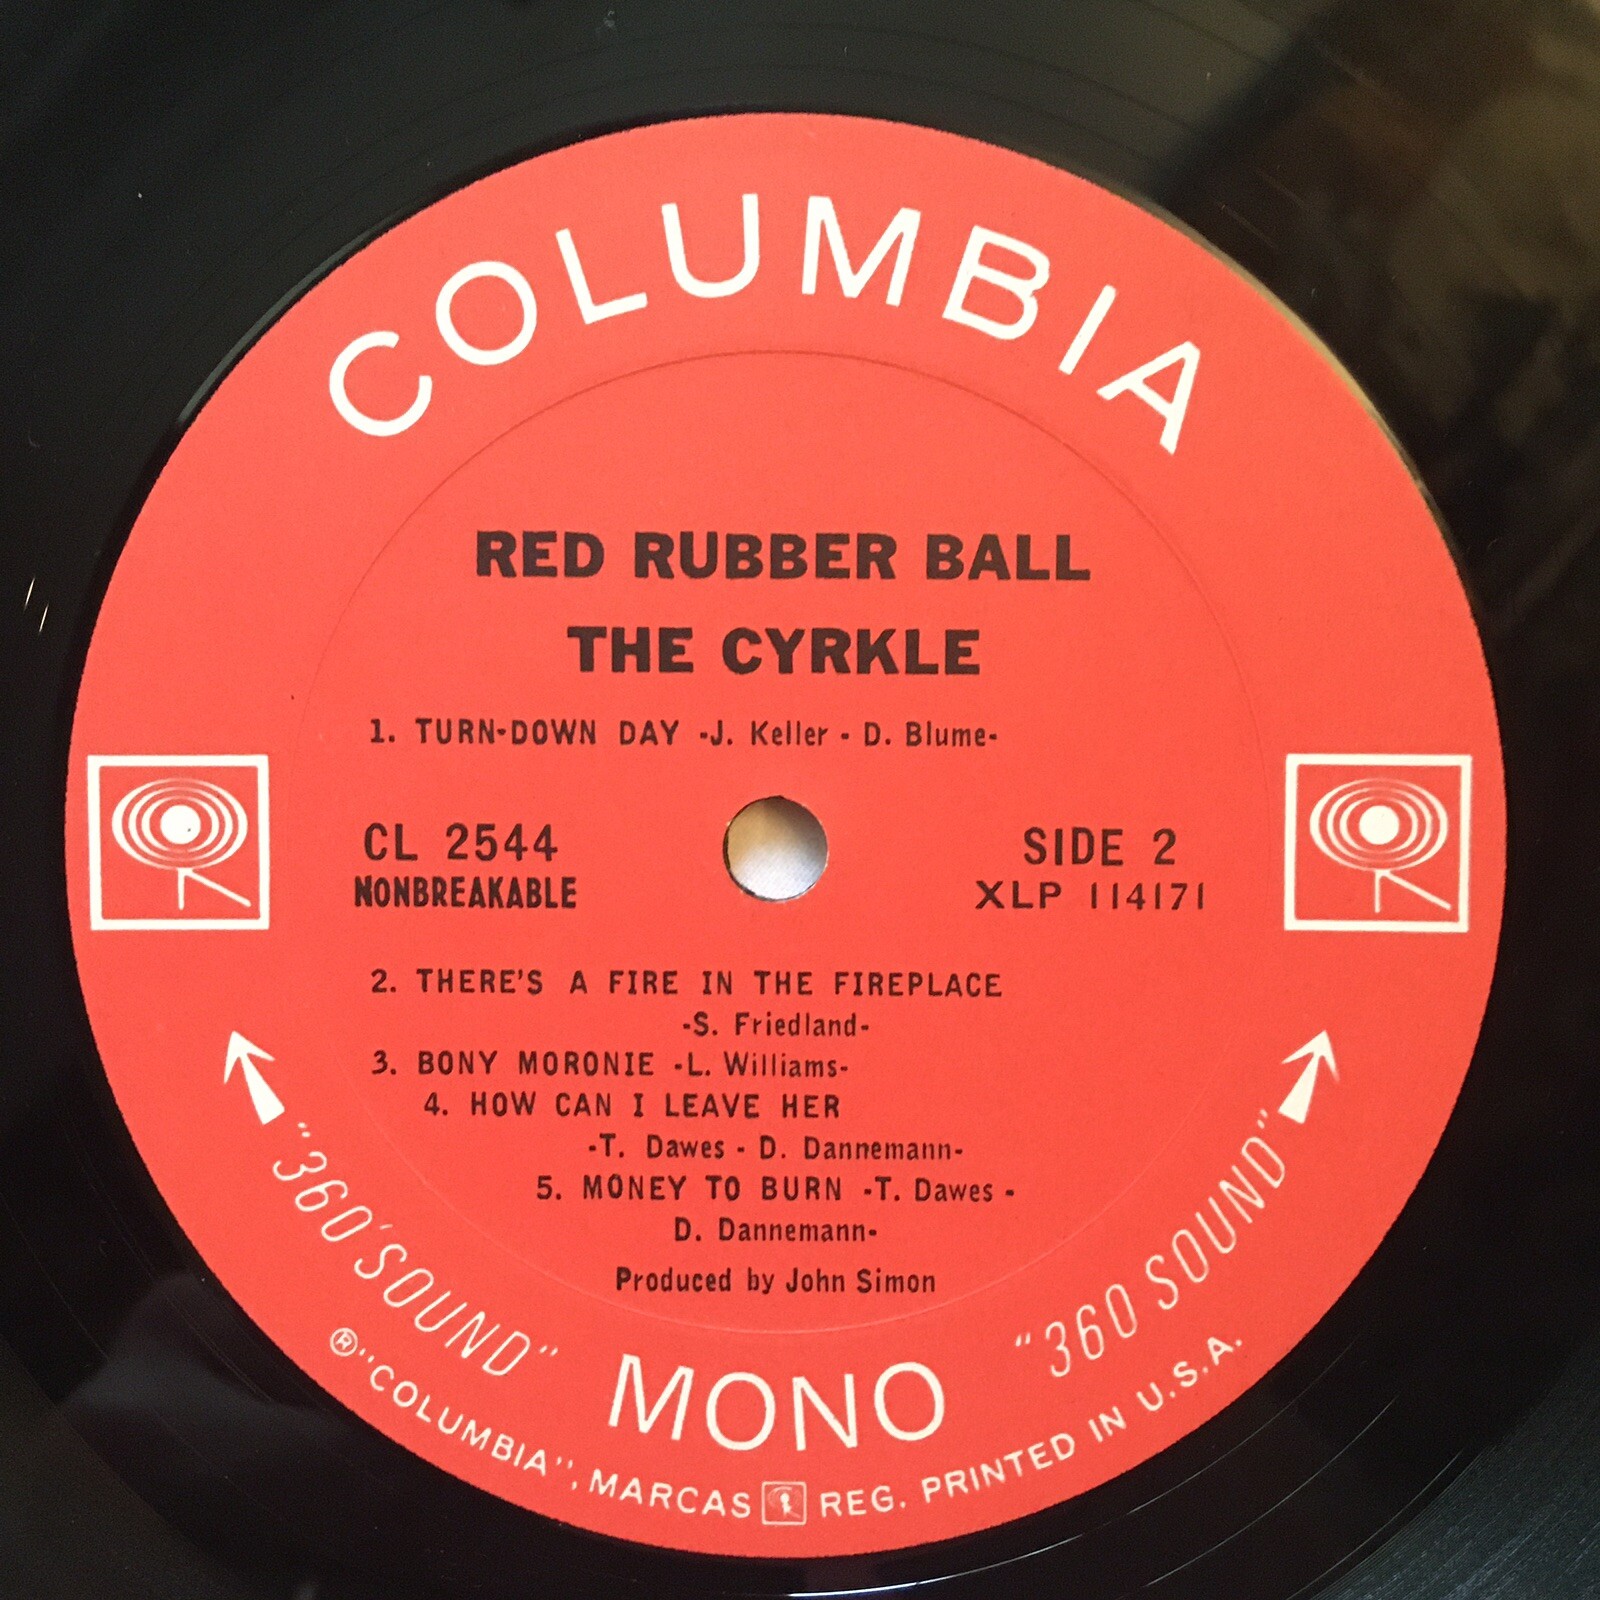 COLUMBIA
RED RUBBER BALL
THE CYRKLE
1. TURN-DOWN DAY -J. Keller - D. Blume-
CL 2544
NONBREAKABLE
SIDE 2
XLP 114171
2. THERE'S A FIRE IN THE FIREPLACE
-S. Friedland-
3. BONY MORONIE -L. Williams-
4. HOW CAN I LEAVE HER
-T. Dawes - D. Dannemann-
5. MONEY TO BURN -T. Dawes -
D. Dannemann-
Produced by John Simon
"360 SOUND"
MONO
"360 SOUND"
®"COLUMBIA", MARCAS REG. PRINTED IN U.S.A.